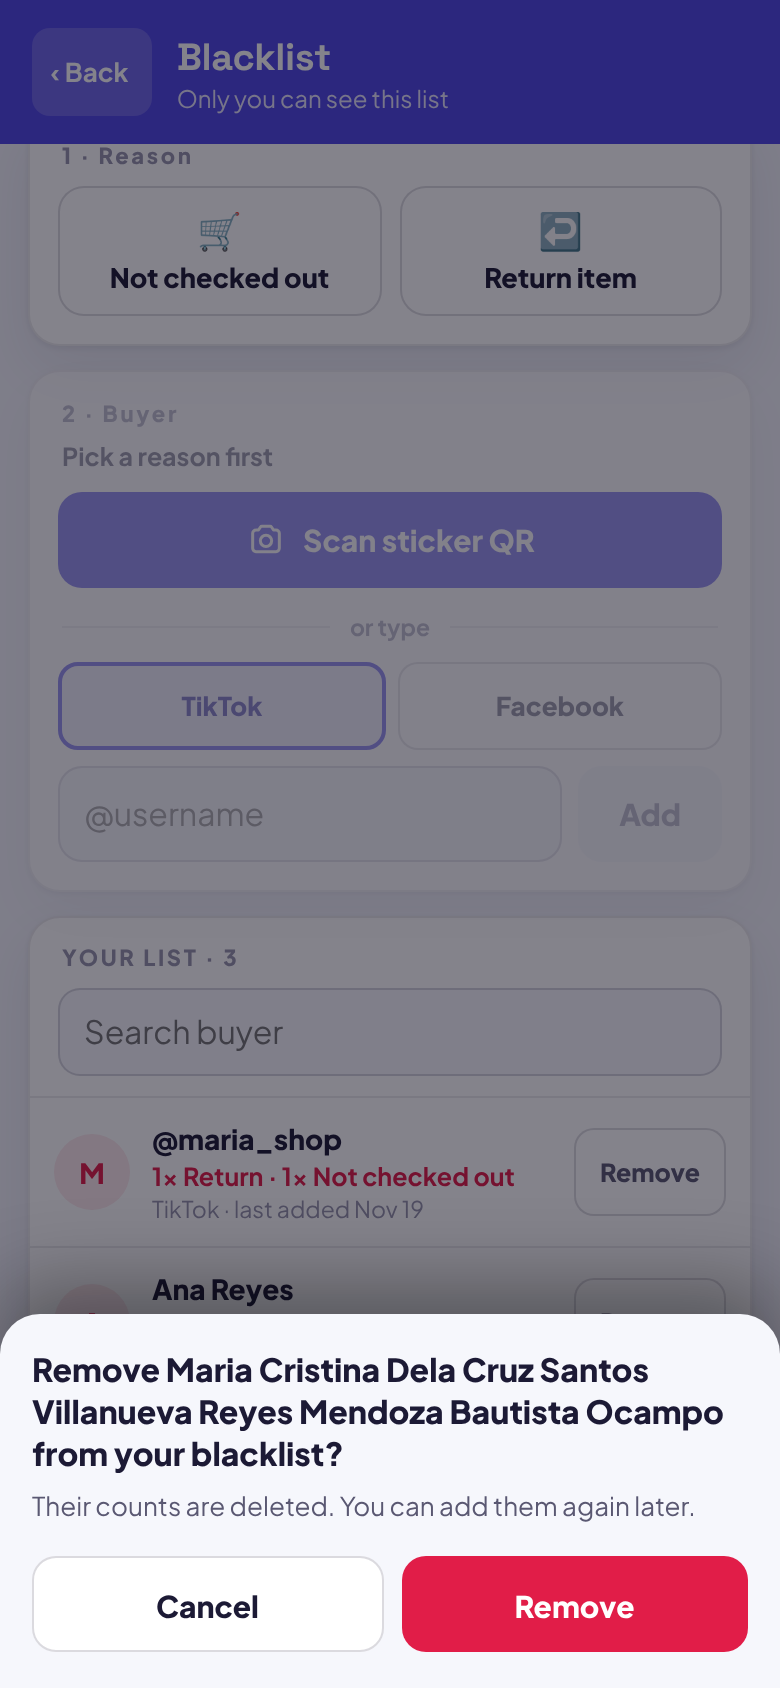 ‹ Back
Blacklist
Only you can see this list
1 · Reason
Not checked out
Return item
2 · Buyer
Pick a reason first
Scan sticker QR
or type
TikTok
Facebook
@username
Add
YOUR LIST · 3
Search buyer
M
@maria_shop
1× Return · 1× Not checked out
TikTok · last added Nov 19
Remove
Ana Reyes
Remove Maria Cristina Dela Cruz Santos
Villanueva Reyes Mendoza Bautista Ocampo
from your blacklist?
Their counts are deleted. You can add them again later.
Cancel
Remove